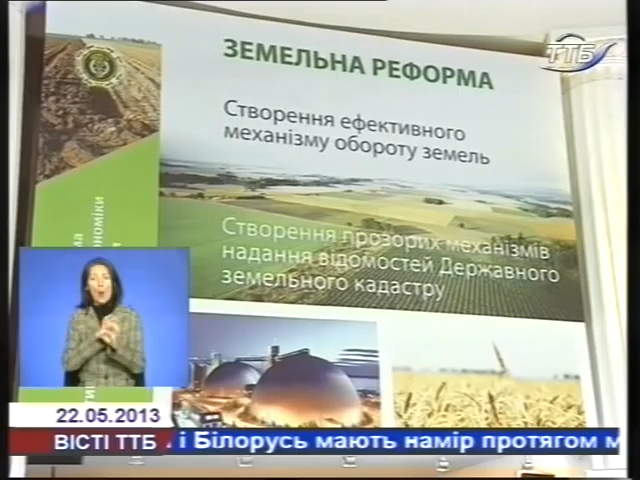 ТТБ
ЗЕМЕЛЬНА РЕФОРМА
Створення ефективного
механізму обороту земель
Створення прозорих механізмів
надання відомостей Державного
земельного кадастру
22.05.2013
ВІСТІ ТТБ
і Білорусь мають намір протягом м